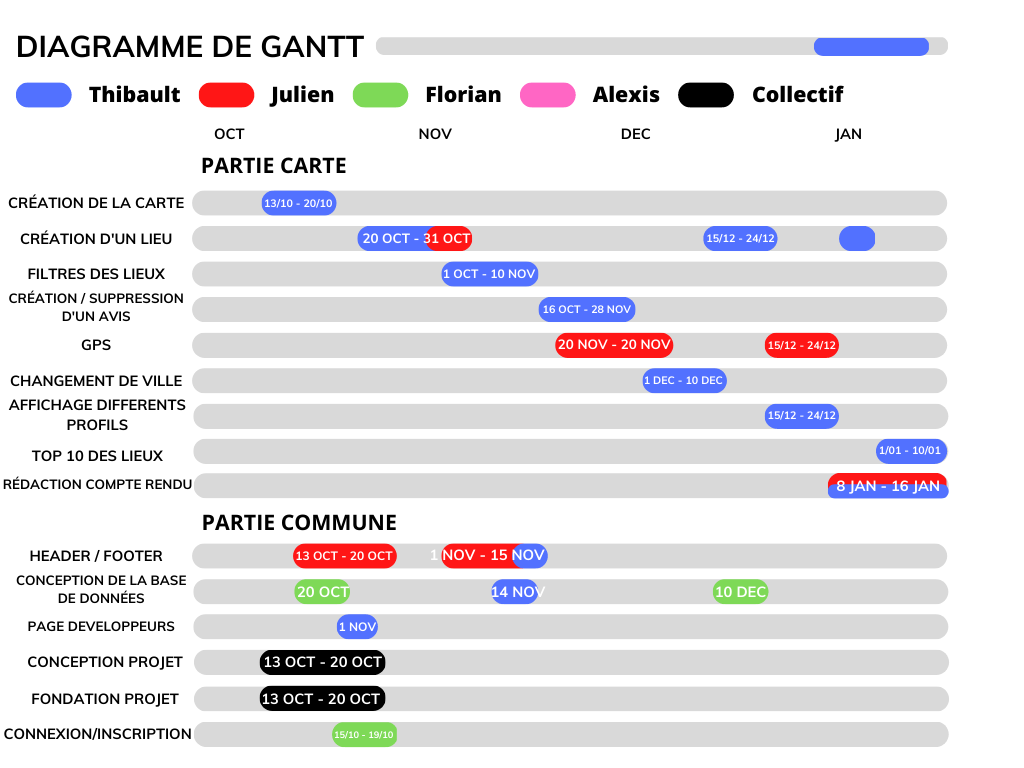 DIAGRAMME DE GANTT
Thibault Julien Florian Alexis Collectif
OCT NOV DEC JAN
PARTIE CARTE
CRÉATION DE LA CARTE 13/10 - 20/10
CRÉATION D'UN LIEU 20 OCT - 31 OCT 15/12 - 24/12
FILTRES DES LIEUX 1 OCT - 10 NOV
CRÉATION / SUPPRESSION
D'UN AVIS 16 OCT - 28 NOV
GPS 20 NOV - 20 NOV 15/12 - 24/12
CHANGEMENT DE VILLE 1 DEC - 10 DEC
AFFICHAGE DIFFERENTS
PROFILS 15/12 - 24/12
TOP 10 DES LIEUX 1/01 - 10/01
RÉDACTION COMPTE RENDU 8 JAN - 16 JAN
PARTIE COMMUNE
HEADER / FOOTER 13 OCT - 20 OCT 1 NOV - 15 NOV
CONCEPTION DE LA BASE
DE DONNÉES 20 OCT 14 NOV 10 DEC
PAGE DEVELOPPEURS 1 NOV
CONCEPTION PROJET 13 OCT - 20 OCT
FONDATION PROJET 13 OCT - 20 OCT
CONNEXION/INSCRIPTION 15/10 - 19/10